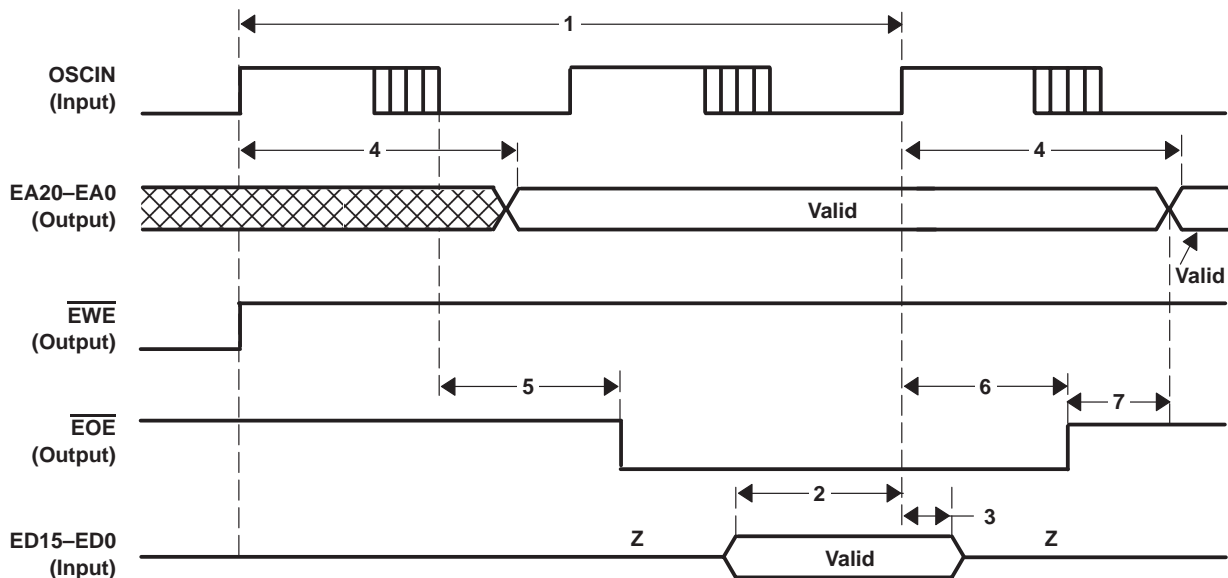 1
OSCIN
(Input)
4
4
EA20–EA0
(Output)
Valid
Valid
EWE
(Output)
5
6
7
EOE
(Output)
2
3
ED15–ED0
(Input)
Z
Valid
Z